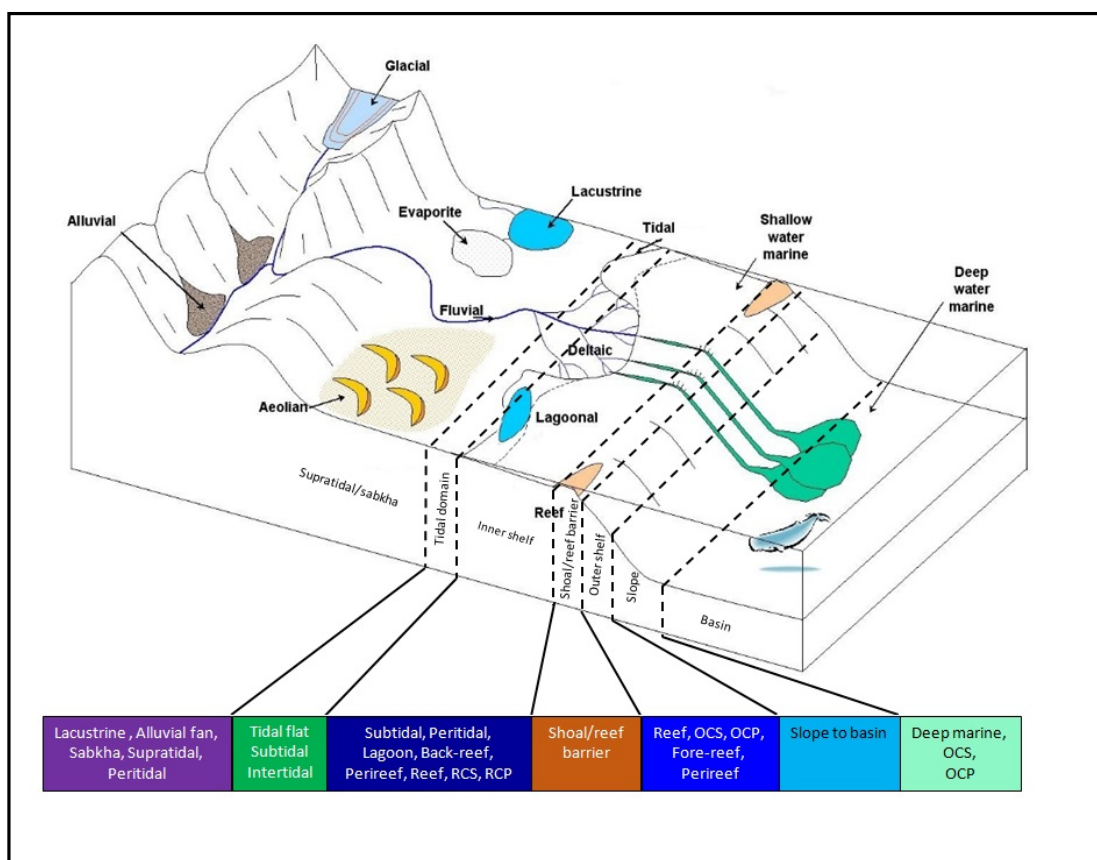 Glacial
Lacustrine
Evaporite
Alluvial
Tidal
Shallow
water
marine
Deep
water
marine
Fluvial
Deltaic
Aeolian
Lagoonal
Reef
Supratidal/sabkha
Tidal domain
Inner shelf
Shoal/reef barrier
Outer shelf
Slope
Basin
Lacustrine , Alluvial fan,
Sabkha, Supratidal,
Peritidal
Tidal flat
Subtidal
Intertidal
Subtidal, Peritidal,
Lagoon, Back-reef,
Perireef, Reef, RCS, RCP
Shoal/reef
barrier
Reef, OCS, OCP,
Fore-reef,
Perireef
Slope to basin
Deep marine,
OCS,
OCP